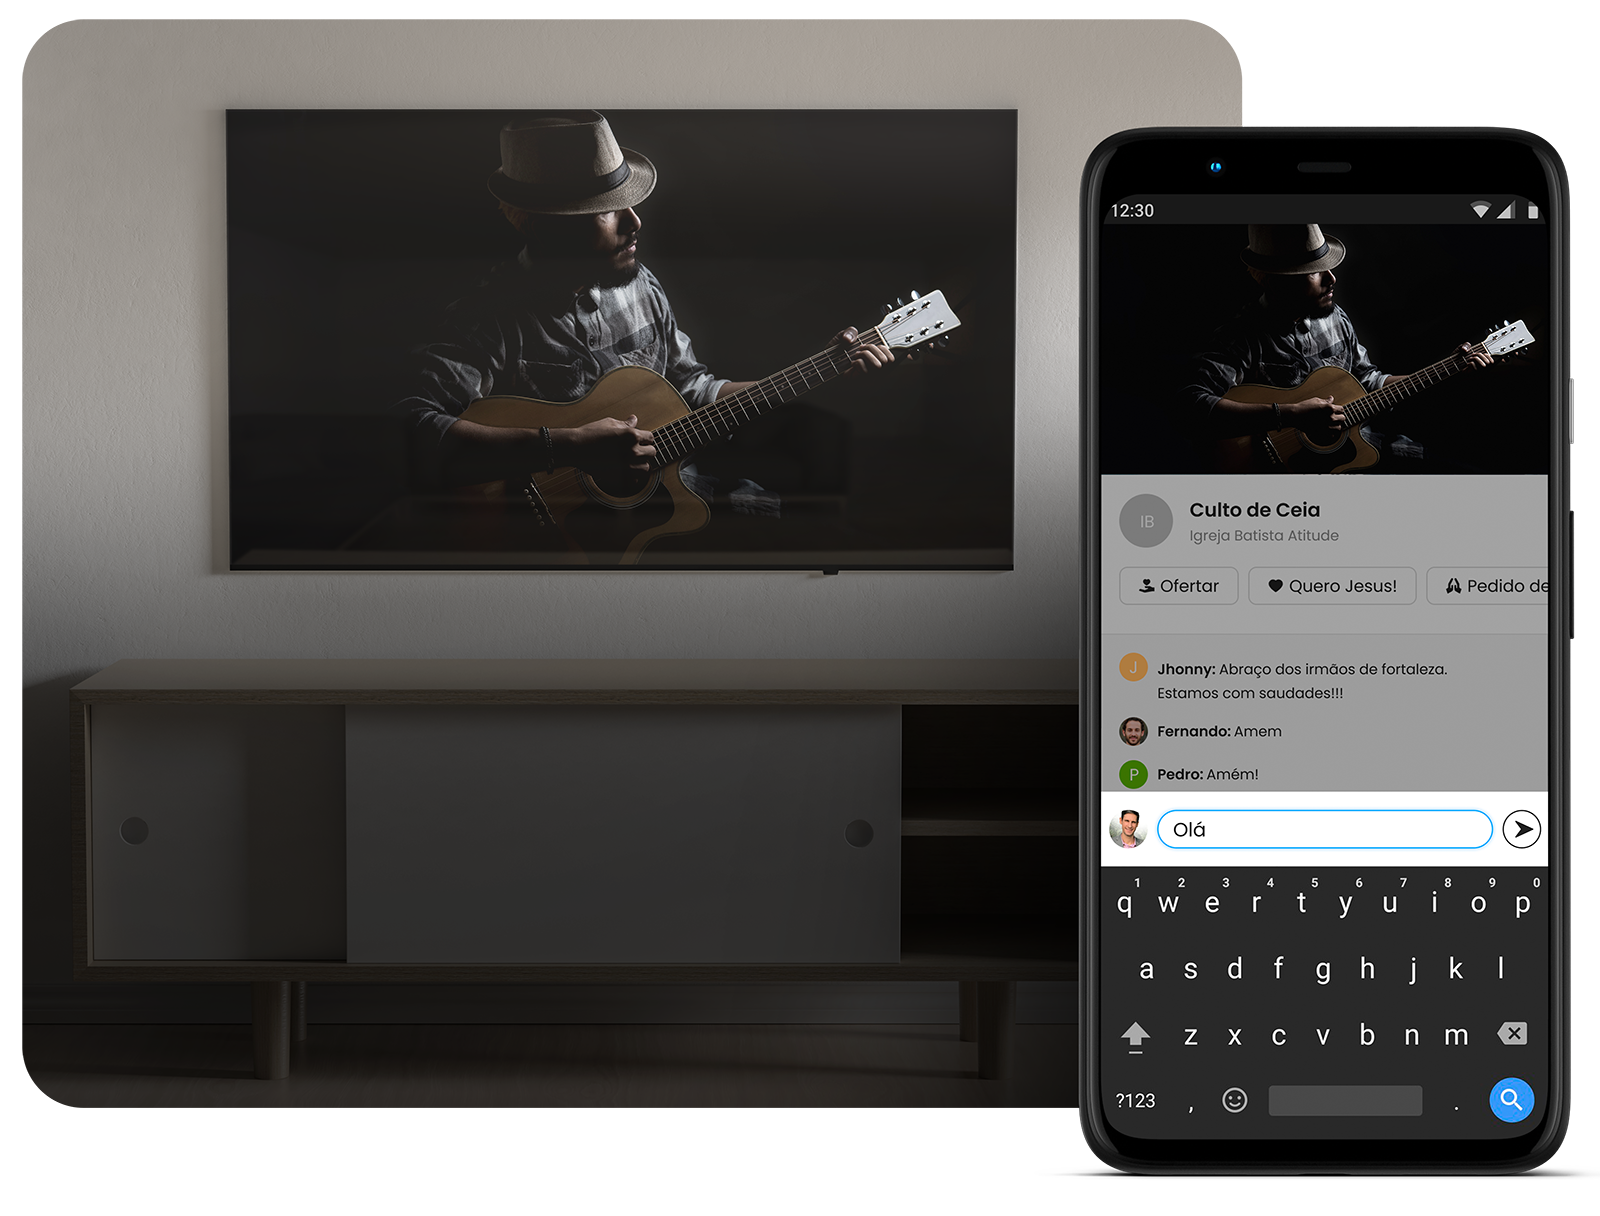 12:30
IB
Culto de Ceia
Igreja Batista Atitude
Ofertar
Quero Jesus!
Pedido de
J
Jhonny: Abraço dos irmãos de fortaleza.
Estamos com saudades!!!
Fernando: Amem
P
Pedro: Amém!
Olá
1 2 3 4 5 6 7 8 9 0
q w e r t y u i o p
a s d f g h j k l
z x c v b n m
?123 , .